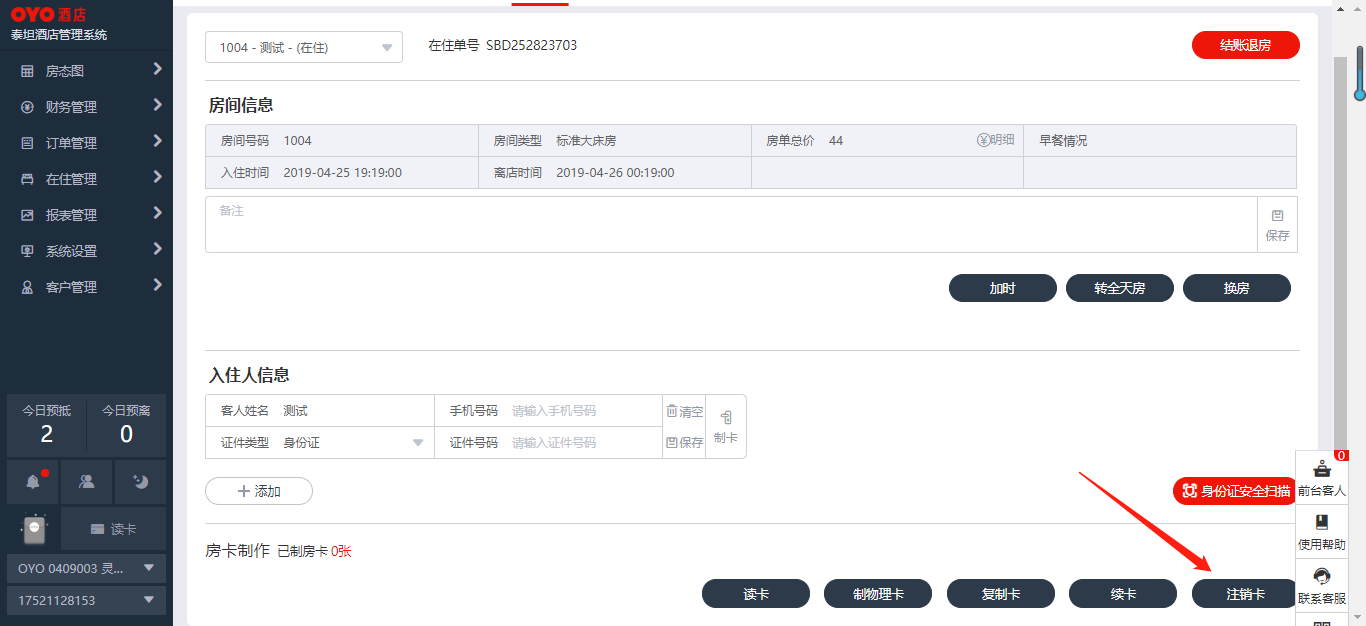 OYO 酒店
泰坦酒店管理系统
房态图
财务管理
订单管理
在住管理
报表管理
系统设置
客户管理
今日预抵 今日预离
2 0
读卡
OYO 0409003 灵...
17521128153
1004 - 测试 - (在住)
在住单号 SBD252823703
结账退房
房间信息
房间号码 1004 房间类型 标准大床房 房单总价 44 明细 早餐情况
入住时间 2019-04-25 19:19:00 离店时间 2019-04-26 00:19:00
备注
保存
加时 转全天房 换房
入住人信息
客人姓名 测试 手机号码 请输入手机号码 清空
证件类型 身份证 证件号码 请输入证件号码 保存
制卡
添加
身份证安全扫描
房卡制作 已制房卡 0张
读卡 制物理卡 复制卡 续卡 注销卡
0
前台客人
使用帮助
联系客服